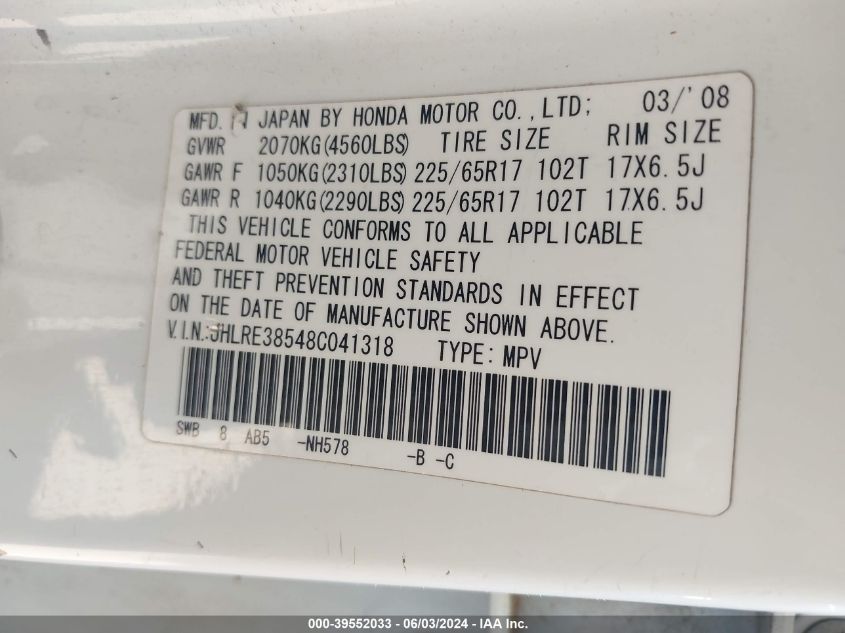 MFD. IN JAPAN BY HONDA MOTOR CO.,LTD; 03/'08
GVWR 2070KG(4560LBS) TIRE SIZE RIM SIZE
GAWR F 1050KG(2310LBS) 225/65R17 102T 17X6.5J
GAWR R 1040KG(2290LBS) 225/65R17 102T 17X6.5J
THIS VEHICLE CONFORMS TO ALL APPLICABLE
FEDERAL MOTOR VEHICLE SAFETY
AND THEFT PREVENTION STANDARDS IN EFFECT
ON THE DATE OF MANUFACTURE SHOWN ABOVE.
V.I.N.:JHLRE38548C041318 TYPE: MPV
SWB 8 AB5 -NH578 -B -C
000-39552033 - 06/03/2024 - IAA Inc.